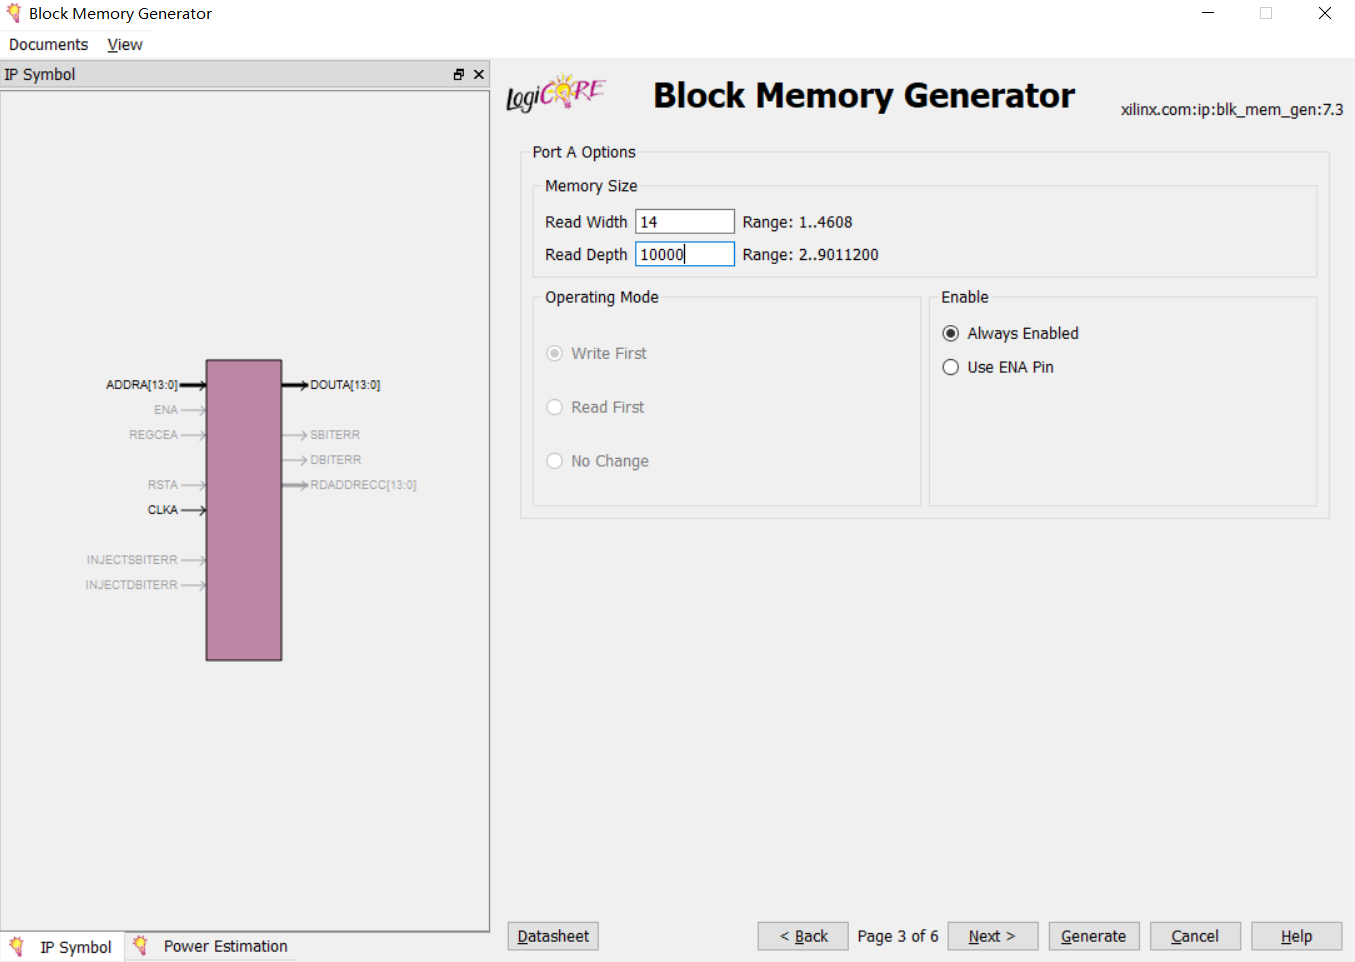 Block Memory Generator
Documents View
IP Symbol
LogiCORE
Block Memory Generator
xilinx.com:ip:blk_mem_gen:7.3
Port A Options
Memory Size
Read Width 14 Range: 1..4608
Read Depth 10000 Range: 2..9011200
Operating Mode
Write First
Read First
No Change
Enable
Always Enabled
Use ENA Pin
ADDRA[13:0] DOUTA[13:0]
ENA
REGCEA SBITERR
DBITERR
RSTA RDADDRECC[13:0]
CLKA
INJECTSBITERR
INJECTDBITERR
IP Symbol Power Estimation
Datasheet < Back Page 3 of 6 Next > Generate Cancel Help